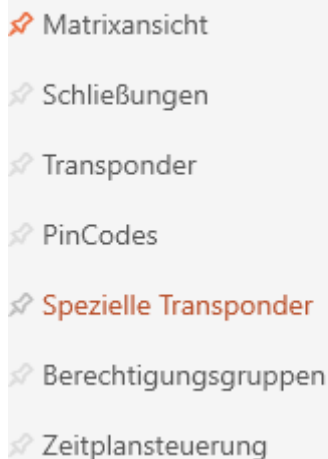 Matrixansicht
Schließungen
Transponder
PinCodes
Spezielle Transponder
Berechtigungsgruppen
Zeitplansteuerung